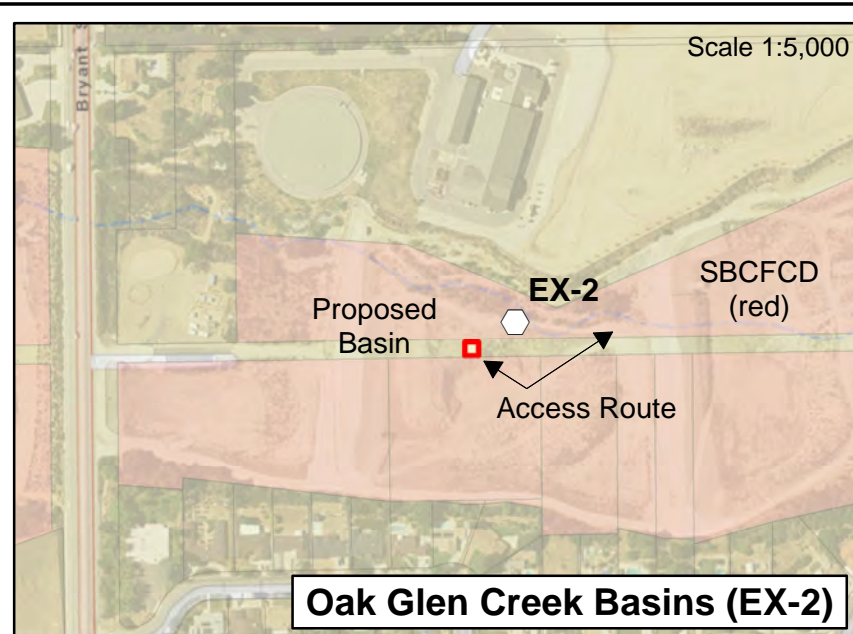 Scale 1:5,000
Bryant S
SBCFCD
(red)
EX-2
Proposed
Basin
Access Route
Oak Glen Creek Basins (EX-2)